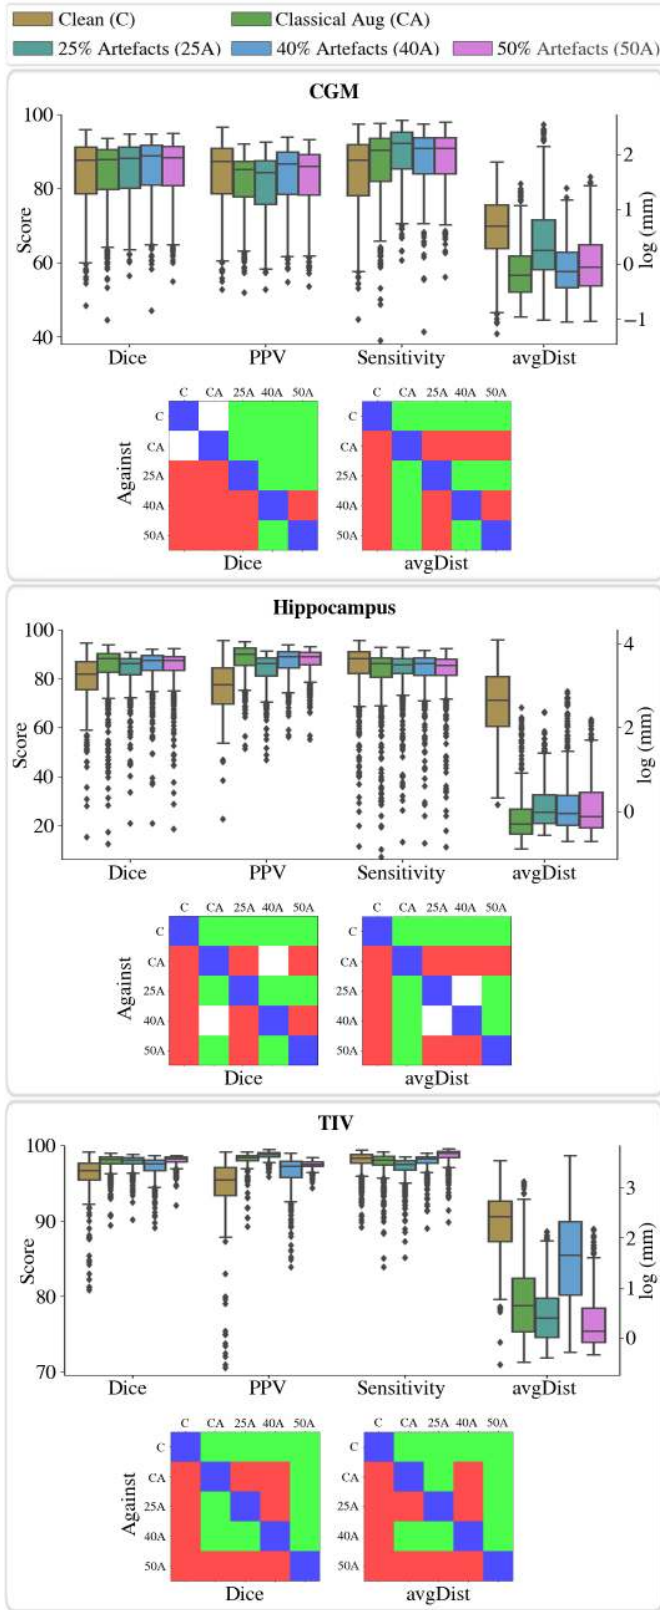 Clean (C) Classical Aug (CA)
25% Artefacts (25A) 40% Artefacts (40A) 50% Artefacts (50A)
CGM
100
80
60
40
Score
2
1
0
−1
log (mm)
Dice PPV Sensitivity avgDist
C CA 25A 40A 50A
C CA 25A 40A 50A
Against
C
CA
25A
40A
50A
Dice avgDist
Hippocampus
100
80
60
40
20
Score
4
2
0
log (mm)
Dice PPV Sensitivity avgDist
C CA 25A 40A 50A
C CA 25A 40A 50A
Against
C
CA
25A
40A
50A
Dice avgDist
TIV
100
90
80
70
Score
3
2
1
0
log (mm)
Dice PPV Sensitivity avgDist
C CA 25A 40A 50A
C CA 25A 40A 50A
Against
C
CA
25A
40A
50A
Dice avgDist